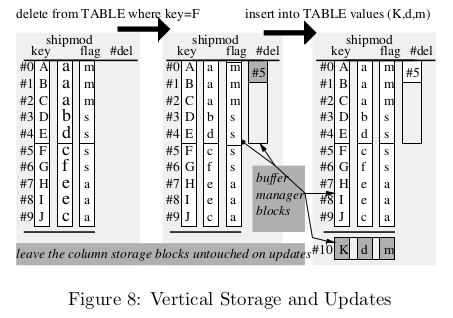 delete from TABLE where key=F insert into TABLE values (K,d,m)
shipmod shipmod shipmod
key flag #del key flag #del key flag #del
#0 A a m #0 A a m #0 A a m
#1 B a m #1 B a m #5 #1 B a m #5
#2 C a m #2 C a m #2 C a m
#3 D b s #3 D b s #3 D b s
#4 E d s #4 E d s #4 E d s
#5 F c s #5 F c s #5 F c s
#6 G f s #6 G f s #6 G f s
#7 H e a #7 H e a #7 H e a
#8 I e a #8 I e a #8 I e a
#9 J c a #9 J c a #9 J c a
buffer
manager
blocks
#10 K d m
leave the column storage blocks untouched on updates
Figure 8: Vertical Storage and Updates